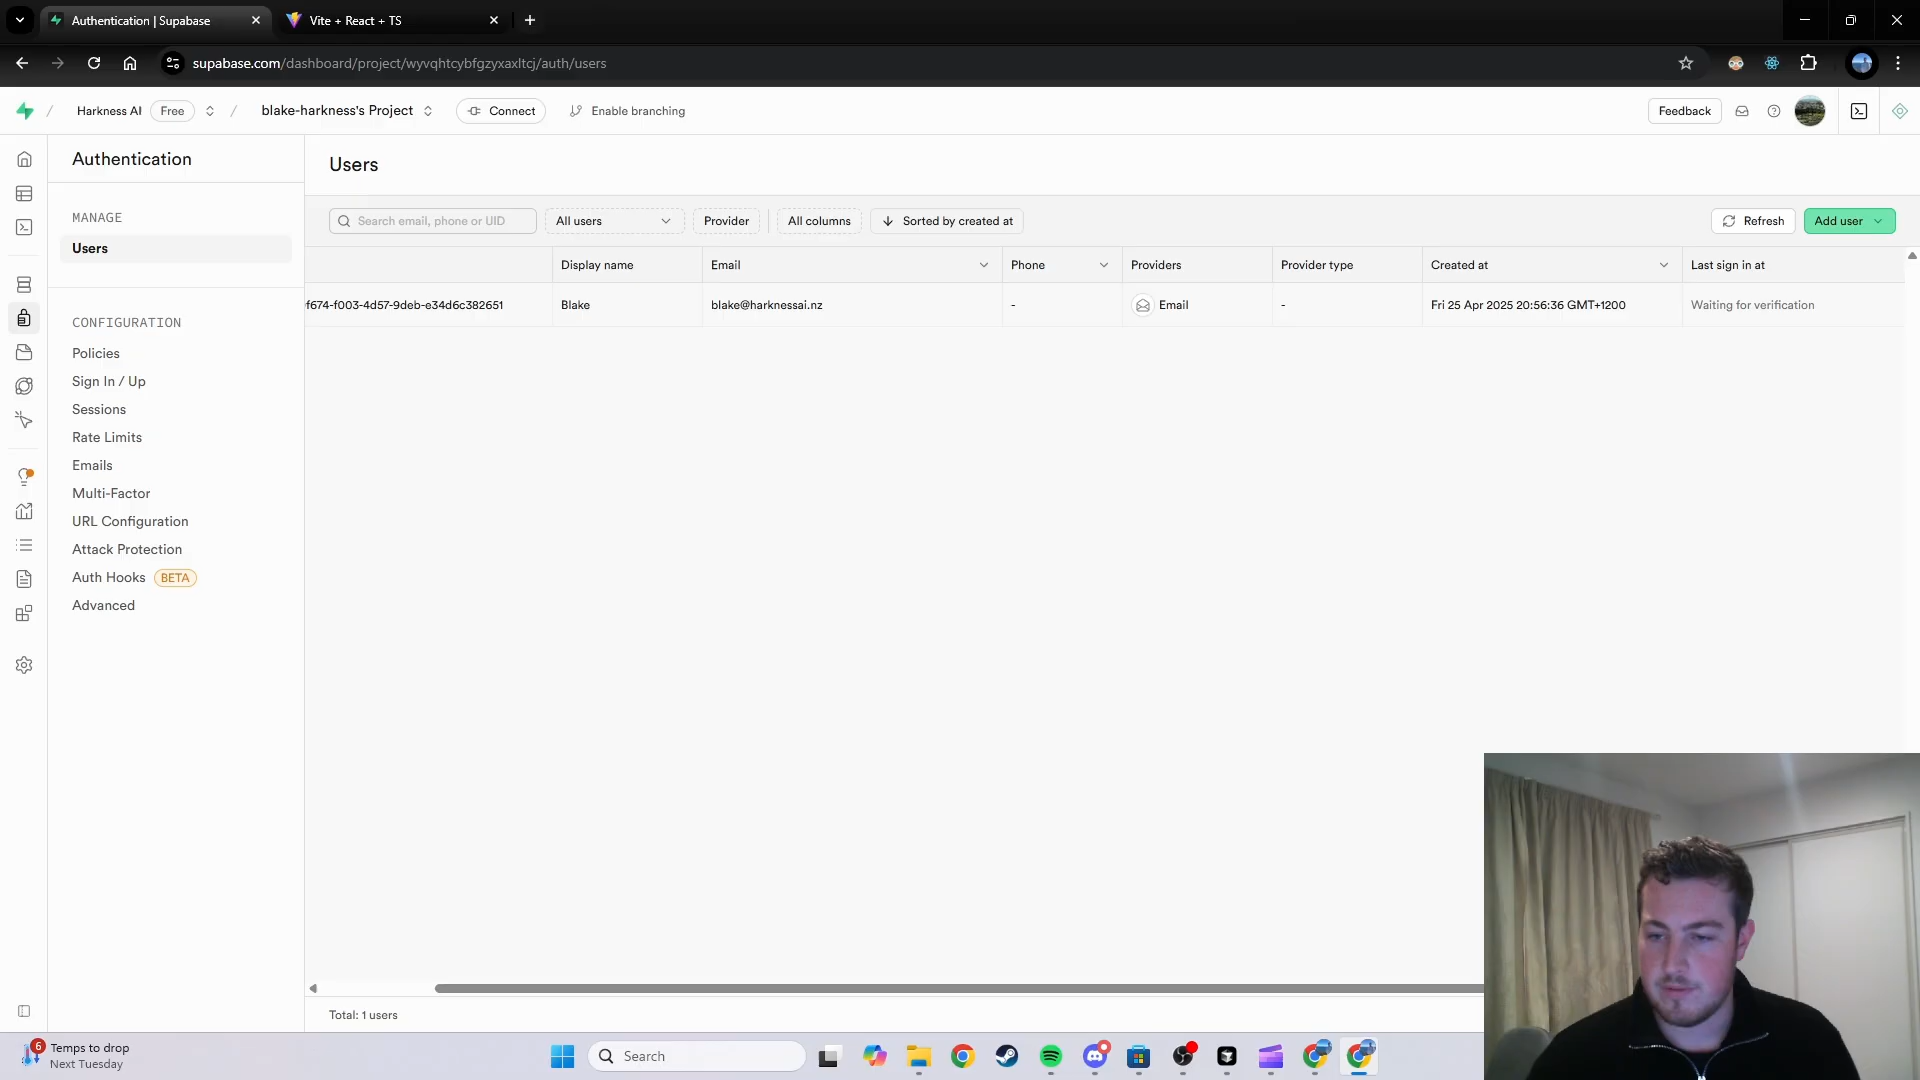 Authentication | Supabase
Vite + React + TS
supabase.com/dashboard/project/wyvqhtcybfgzyxaxltcj/auth/users
Harkness AI Free / blake-harkness's Project Connect Enable branching
Feedback
Authentication
Users
MANAGE
Users
Search email, phone or UID All users Provider All columns Sorted by created at Refresh Add user
Display name Email Phone Providers Provider type Created at Last sign in at
f674-f003-4d57-9deb-e34d6c382651 Blake blake@harknessai.nz - Email - Fri 25 Apr 2025 20:56:36 GMT+1200 Waiting for verification
CONFIGURATION
Policies
Sign In / Up
Sessions
Rate Limits
Emails
Multi-Factor
URL Configuration
Attack Protection
Auth Hooks BETA
Advanced
Total: 1 users
6
Temps to drop
Next Tuesday
Search